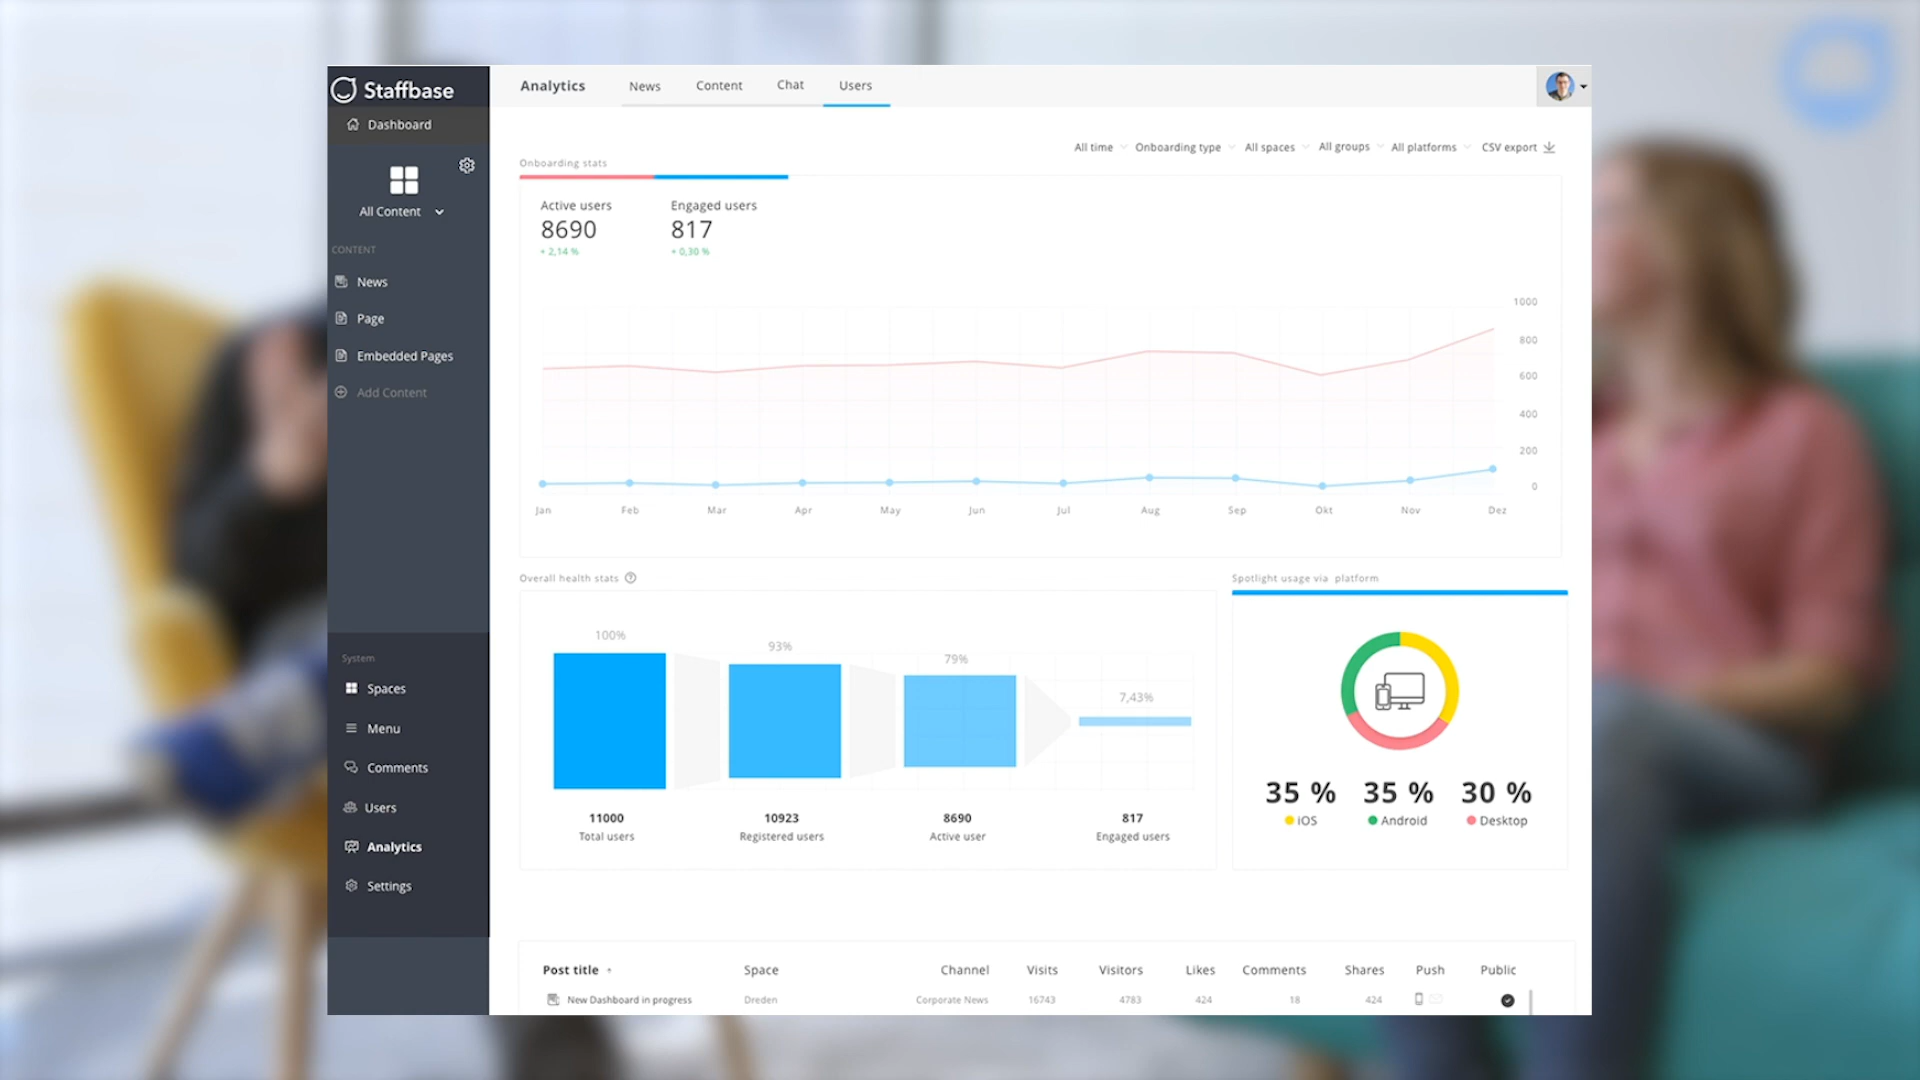 Staffbase
Dashboard
All Content
CONTENT
News
Page
Embedded Pages
Add Content
System
Spaces
Menu
Comments
Users
Analytics
Settings
Analytics News Content Chat Users
All time Onboarding type All spaces All groups All platforms CSV export
Onboarding stats
Active users Engaged users
8690 817
+ 2,14 % + 0,30 %
1000
800
600
400
200
0
Jan Feb Mar Apr May Jun Jul Aug Sep Okt Nov Dez
Overall health stats ?
100% 93% 79% 7,43%
11000 10923 8690 817
Total users Registered users Active user Engaged users
Spotlight usage via platform
35 % 35 % 30 %
iOS Android Desktop
Post title Space Channel Visits Visitors Likes Comments Shares Push Public
New Dashboard in progress Dreden Corporate News 16743 4783 424 18 424